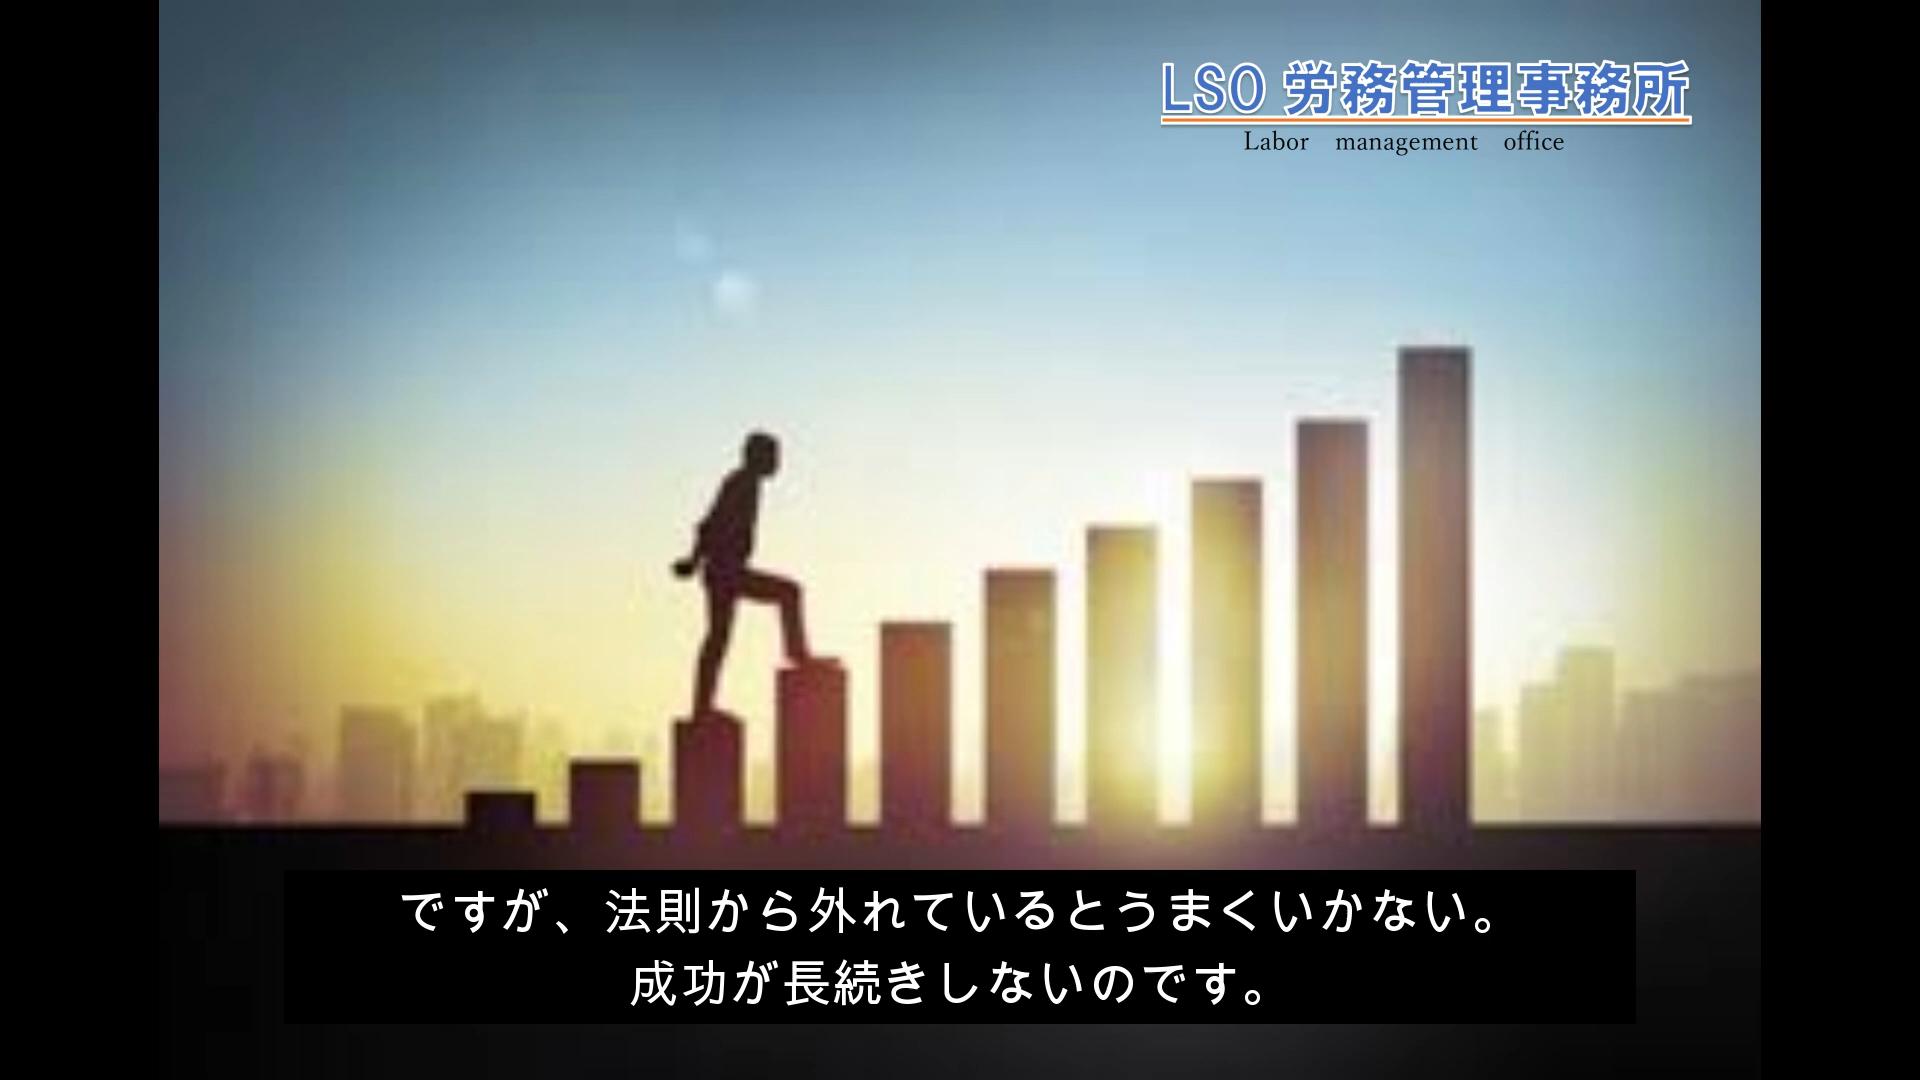 LSO 労務管理事務所
Labor management office
ですが、法則から外れているとうまくいかない。
成功が長続きしないのです。